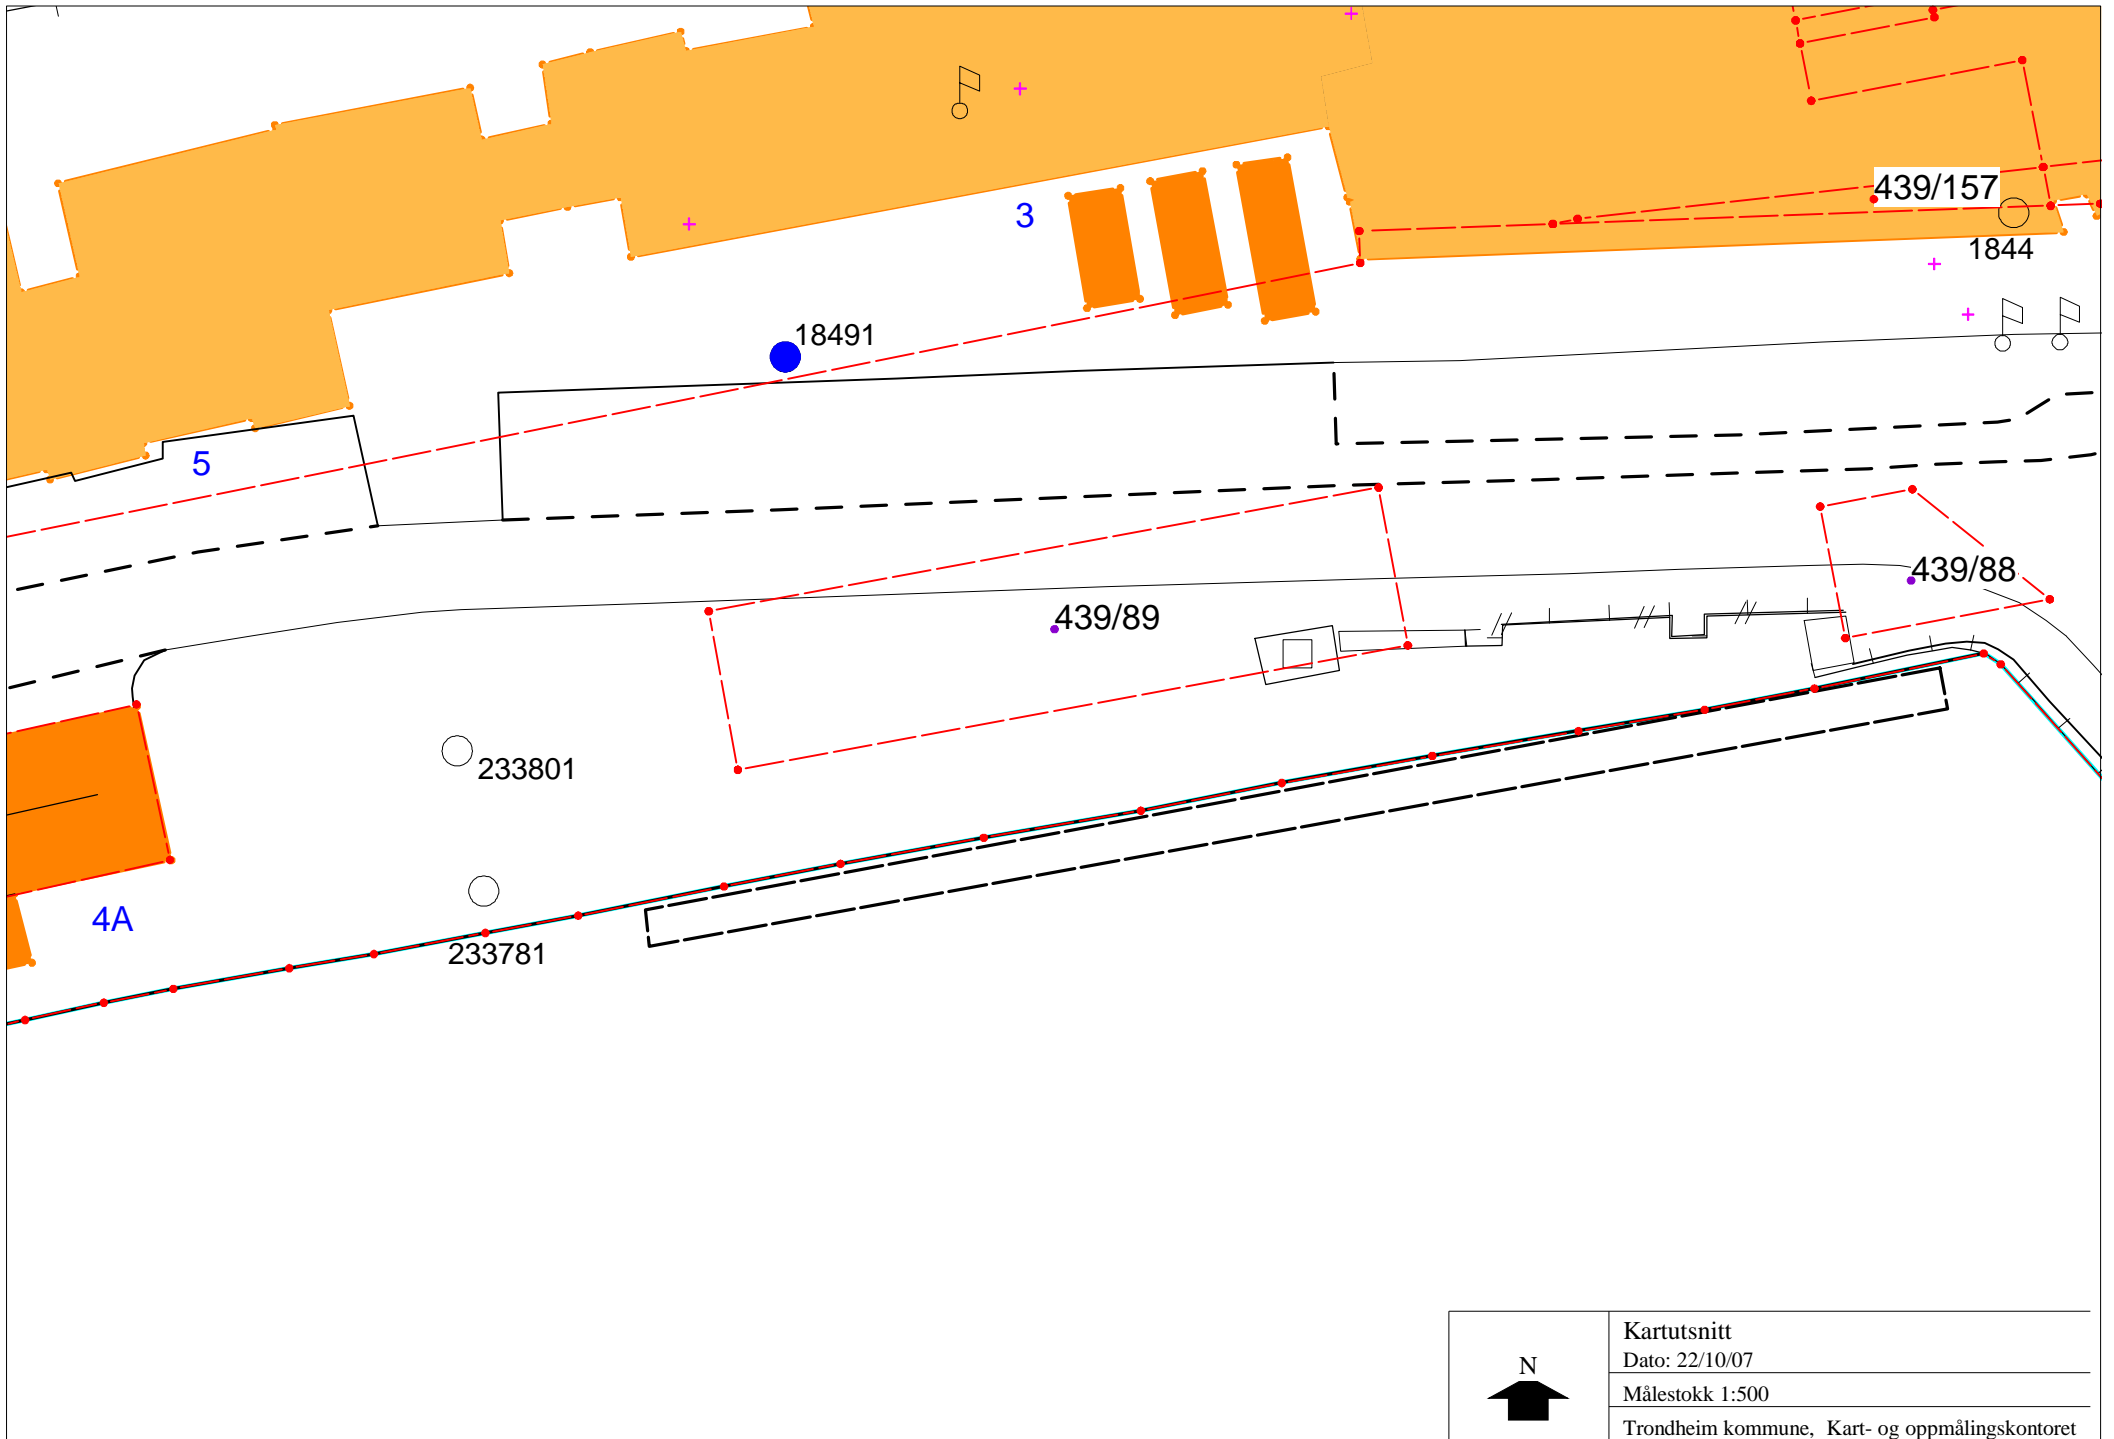 439/157
3
1844
18491
5
439/88
439/89
233801
4A
233781
Kartutsnitt
N
Dato: 22/10/07
Målestokk 1:500
Trondheim kommune, Kart- og oppmålingskontoret